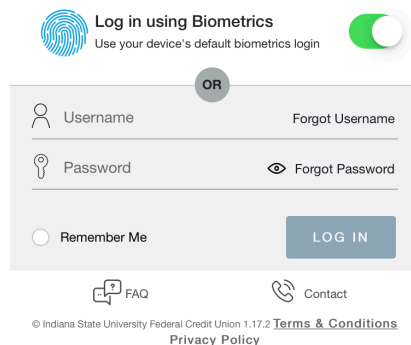 Log in using Biometrics
Use your device's default biometrics login
OR
Username Forgot Username
Password Forgot Password
Remember Me LOG IN
? FAQ Contact
© Indiana State University Federal Credit Union 1.17.2 Terms & Conditions
Privacy Policy